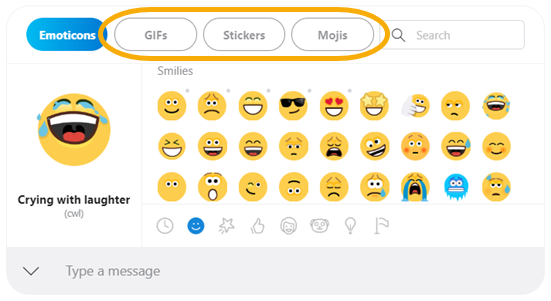 Emoticons GIFs Stickers Mojis Search
Smilies
Crying with laughter
(cwl)
Type a message